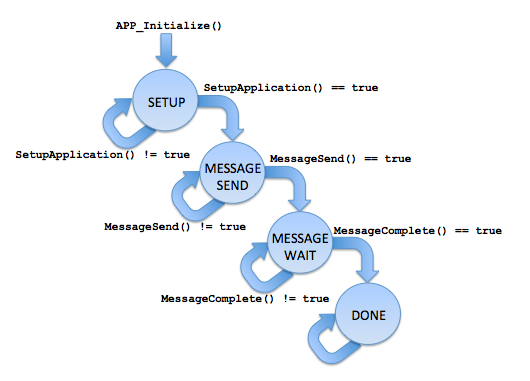 APP_Initialize()
SetupApplication() == true
SETUP
SetupApplication() != true
MessageSend() == true
MESSAGE
SEND
MessageSend() != true
MessageComplete() == true
MESSAGE
WAIT
MessageComplete() != true
DONE